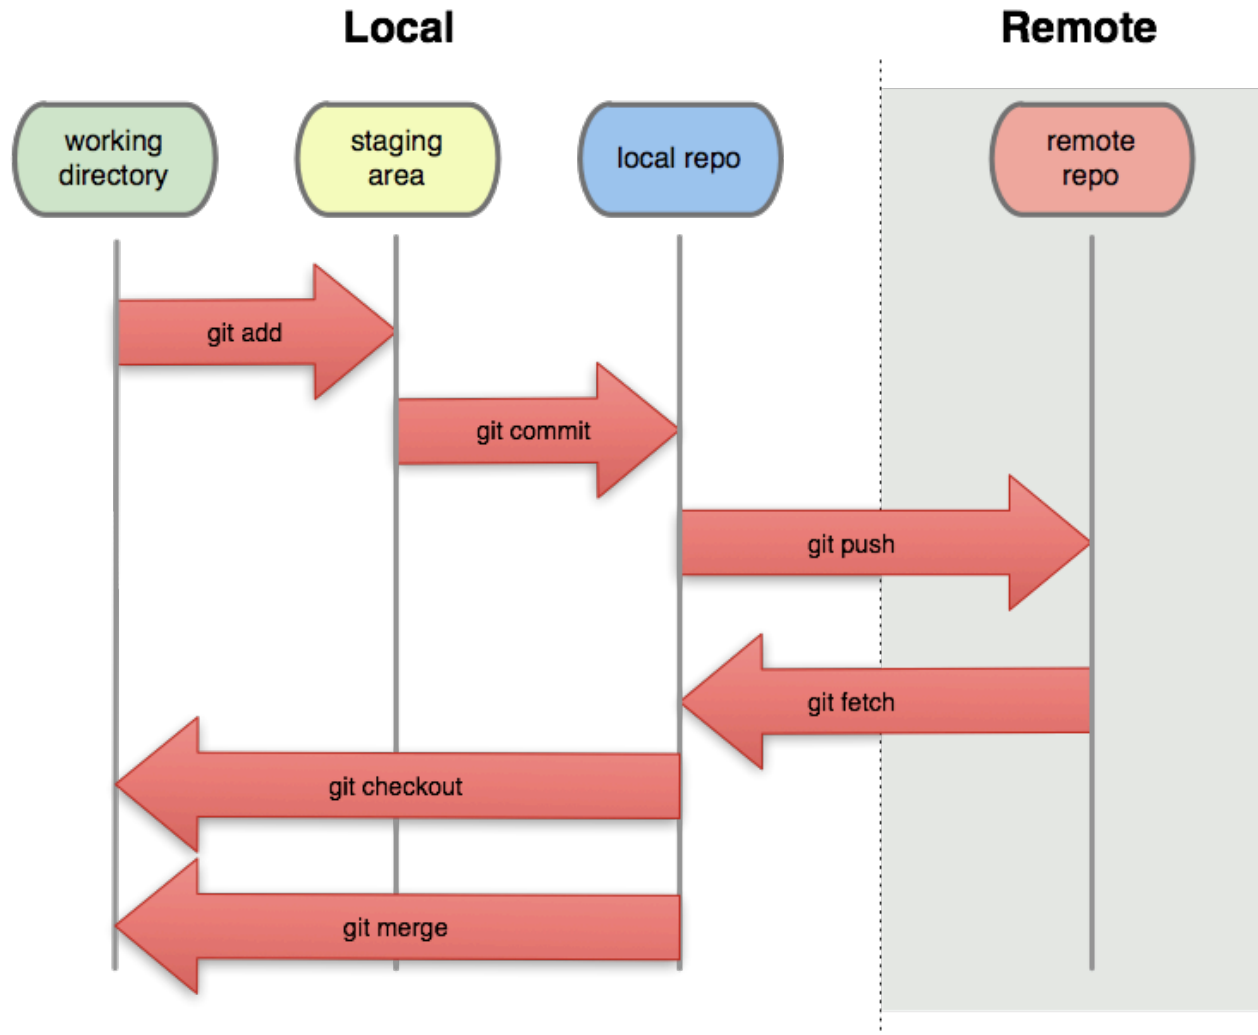 Local
Remote
working
directory
staging
area
local repo
remote
repo
git add
git commit
git push
git fetch
git checkout
git merge